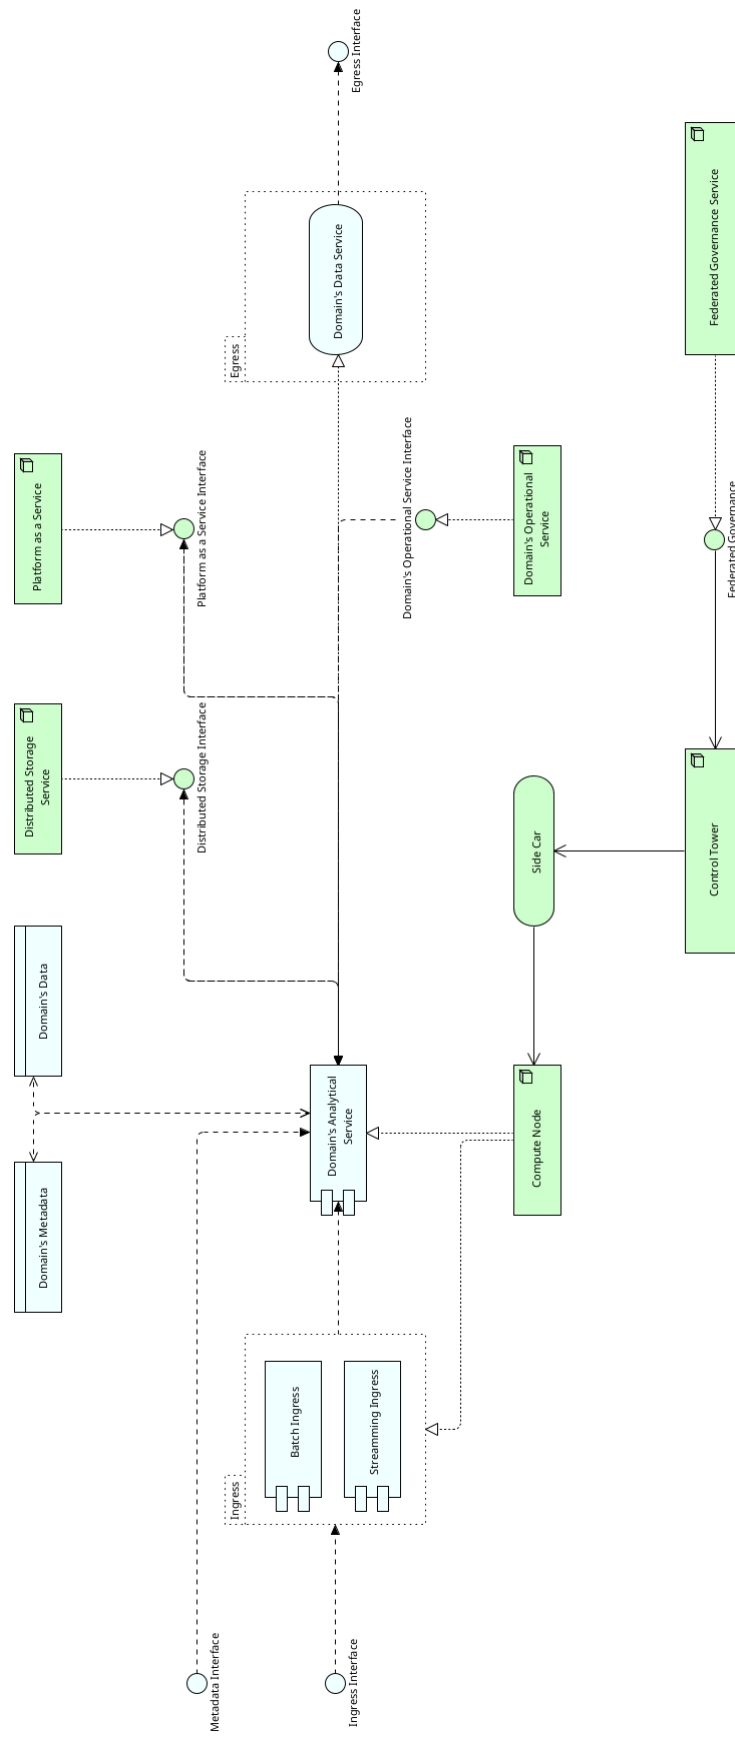 Domain's Metadata
Domain's Data
Distributed Storage
Service
Platform as a Service
Metadata Interface
Distributed Storage Interface
Platform as a Service Interface
Ingress
Egress
Batch Ingress
Ingress Interface
Streamming Ingress
Domain's Analytical
Service
Domain's Data Service
Egress Interface
Domain's Operational Service Interface
Compute Node
Side Car
Domain's Operational
Service
Control Tower
Federated Governance Service
Federated Governance